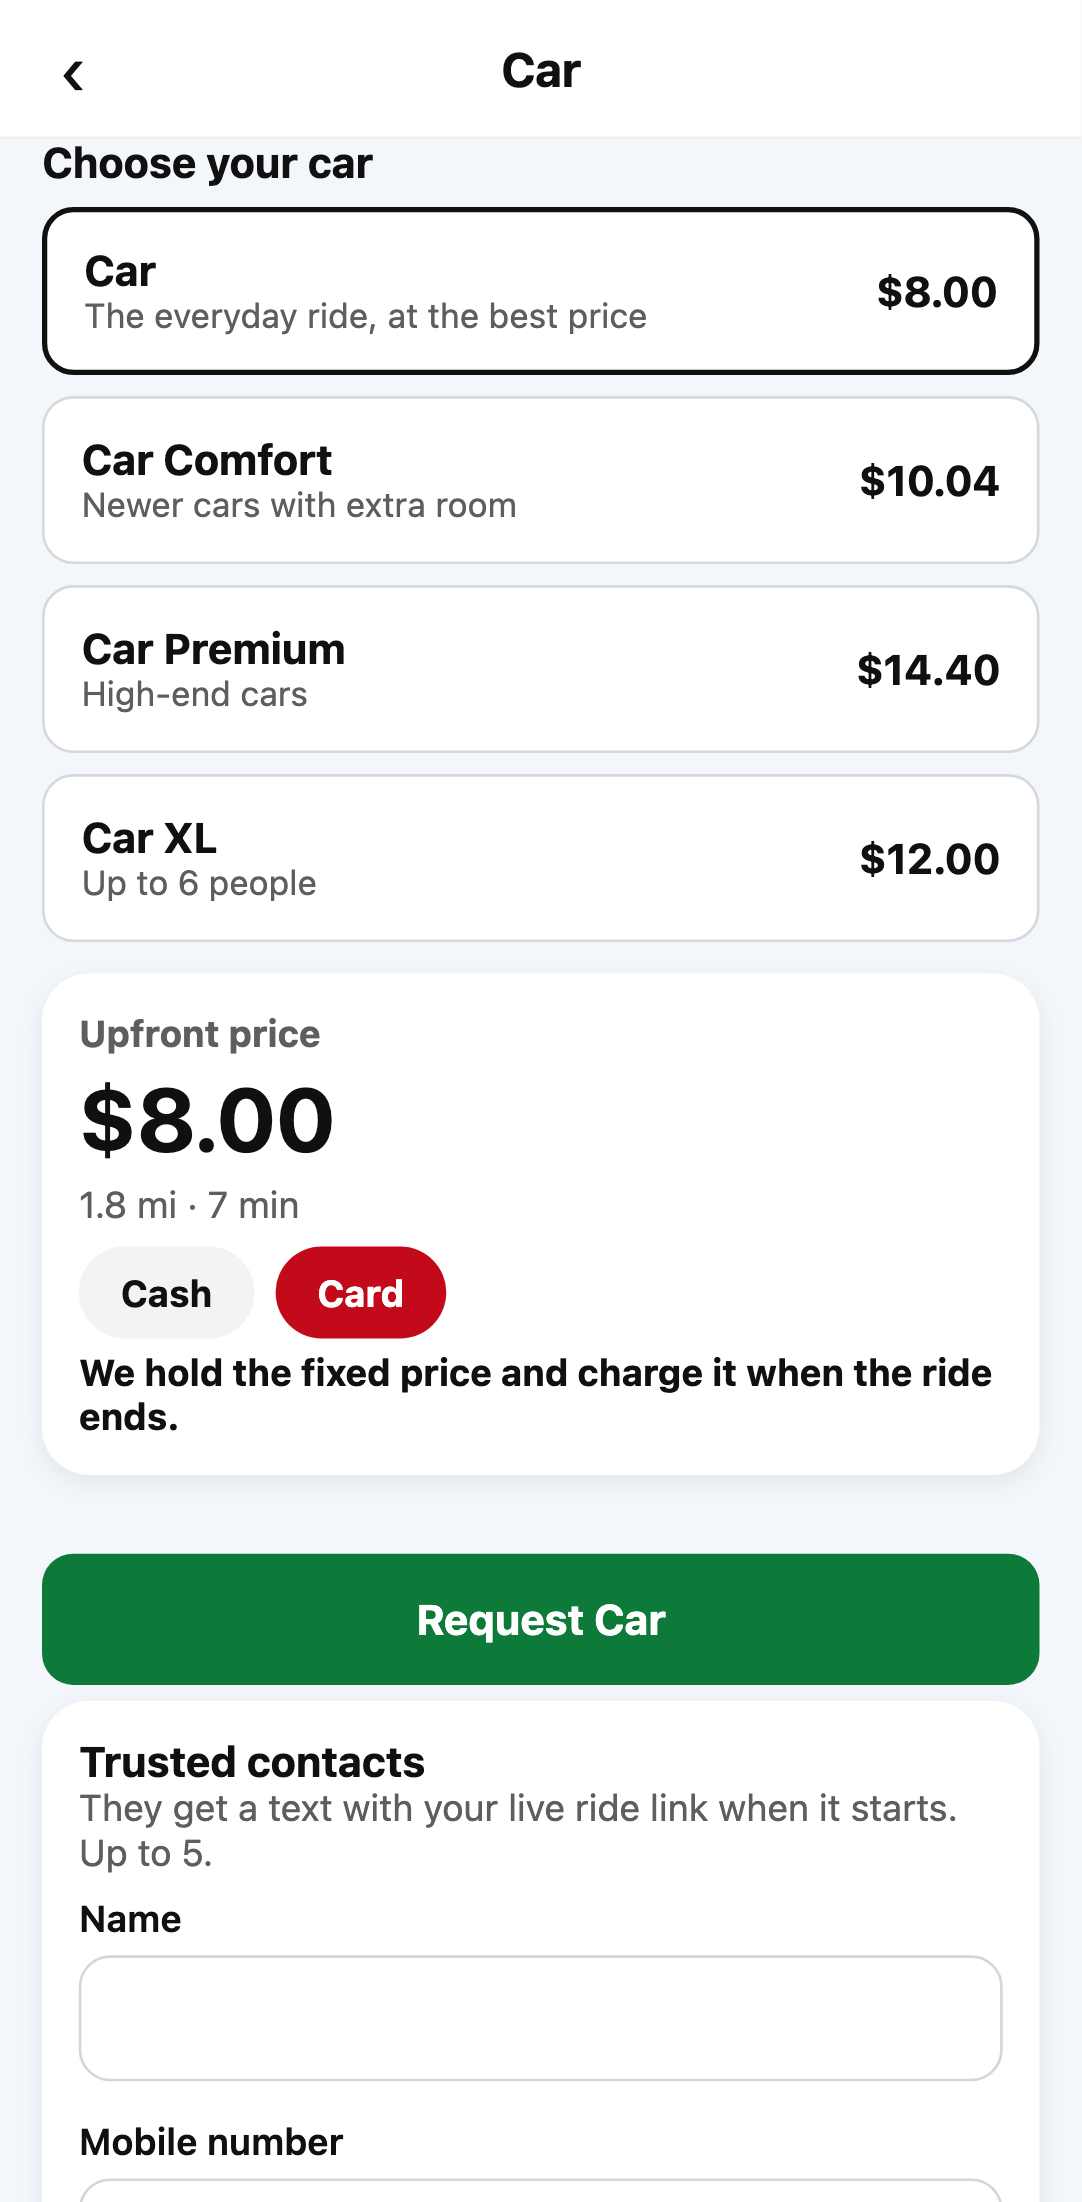 Car
Choose your car
Car
The everyday ride, at the best price
$8.00
Car Comfort
Newer cars with extra room
$10.04
Car Premium
High-end cars
$14.40
Car XL
Up to 6 people
$12.00
Upfront price
$8.00
1.8 mi · 7 min
Cash
Card
We hold the fixed price and charge it when the ride
ends.
Request Car
Trusted contacts
They get a text with your live ride link when it starts.
Up to 5.
Name
Mobile number